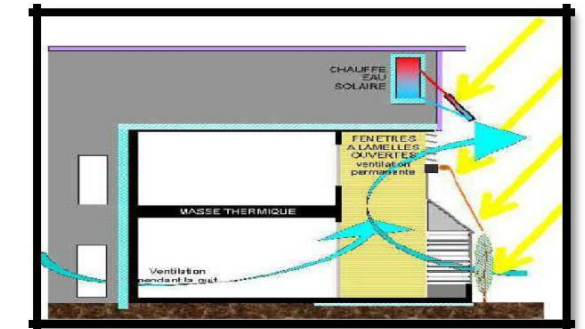 CHAUFFE
EAU
SOLAIRE
FENETRES
A LAMELLES
OUVERTES
ventilation
permanente
MASSE THERMIQUE
Ventilation
pendant la nuit